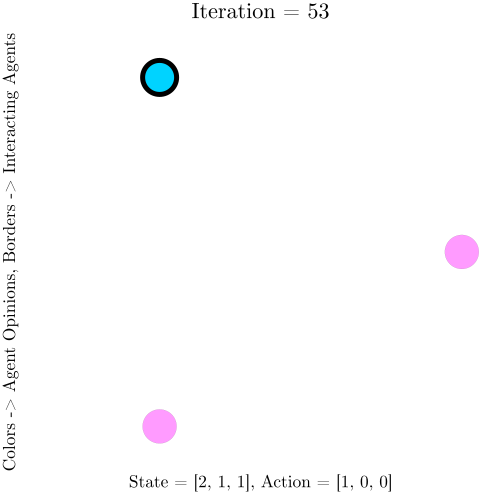 Iteration = 53
Colors -> Agent Opinions, Borders -> Interacting Agents
State = [2, 1, 1], Action = [1, 0, 0]